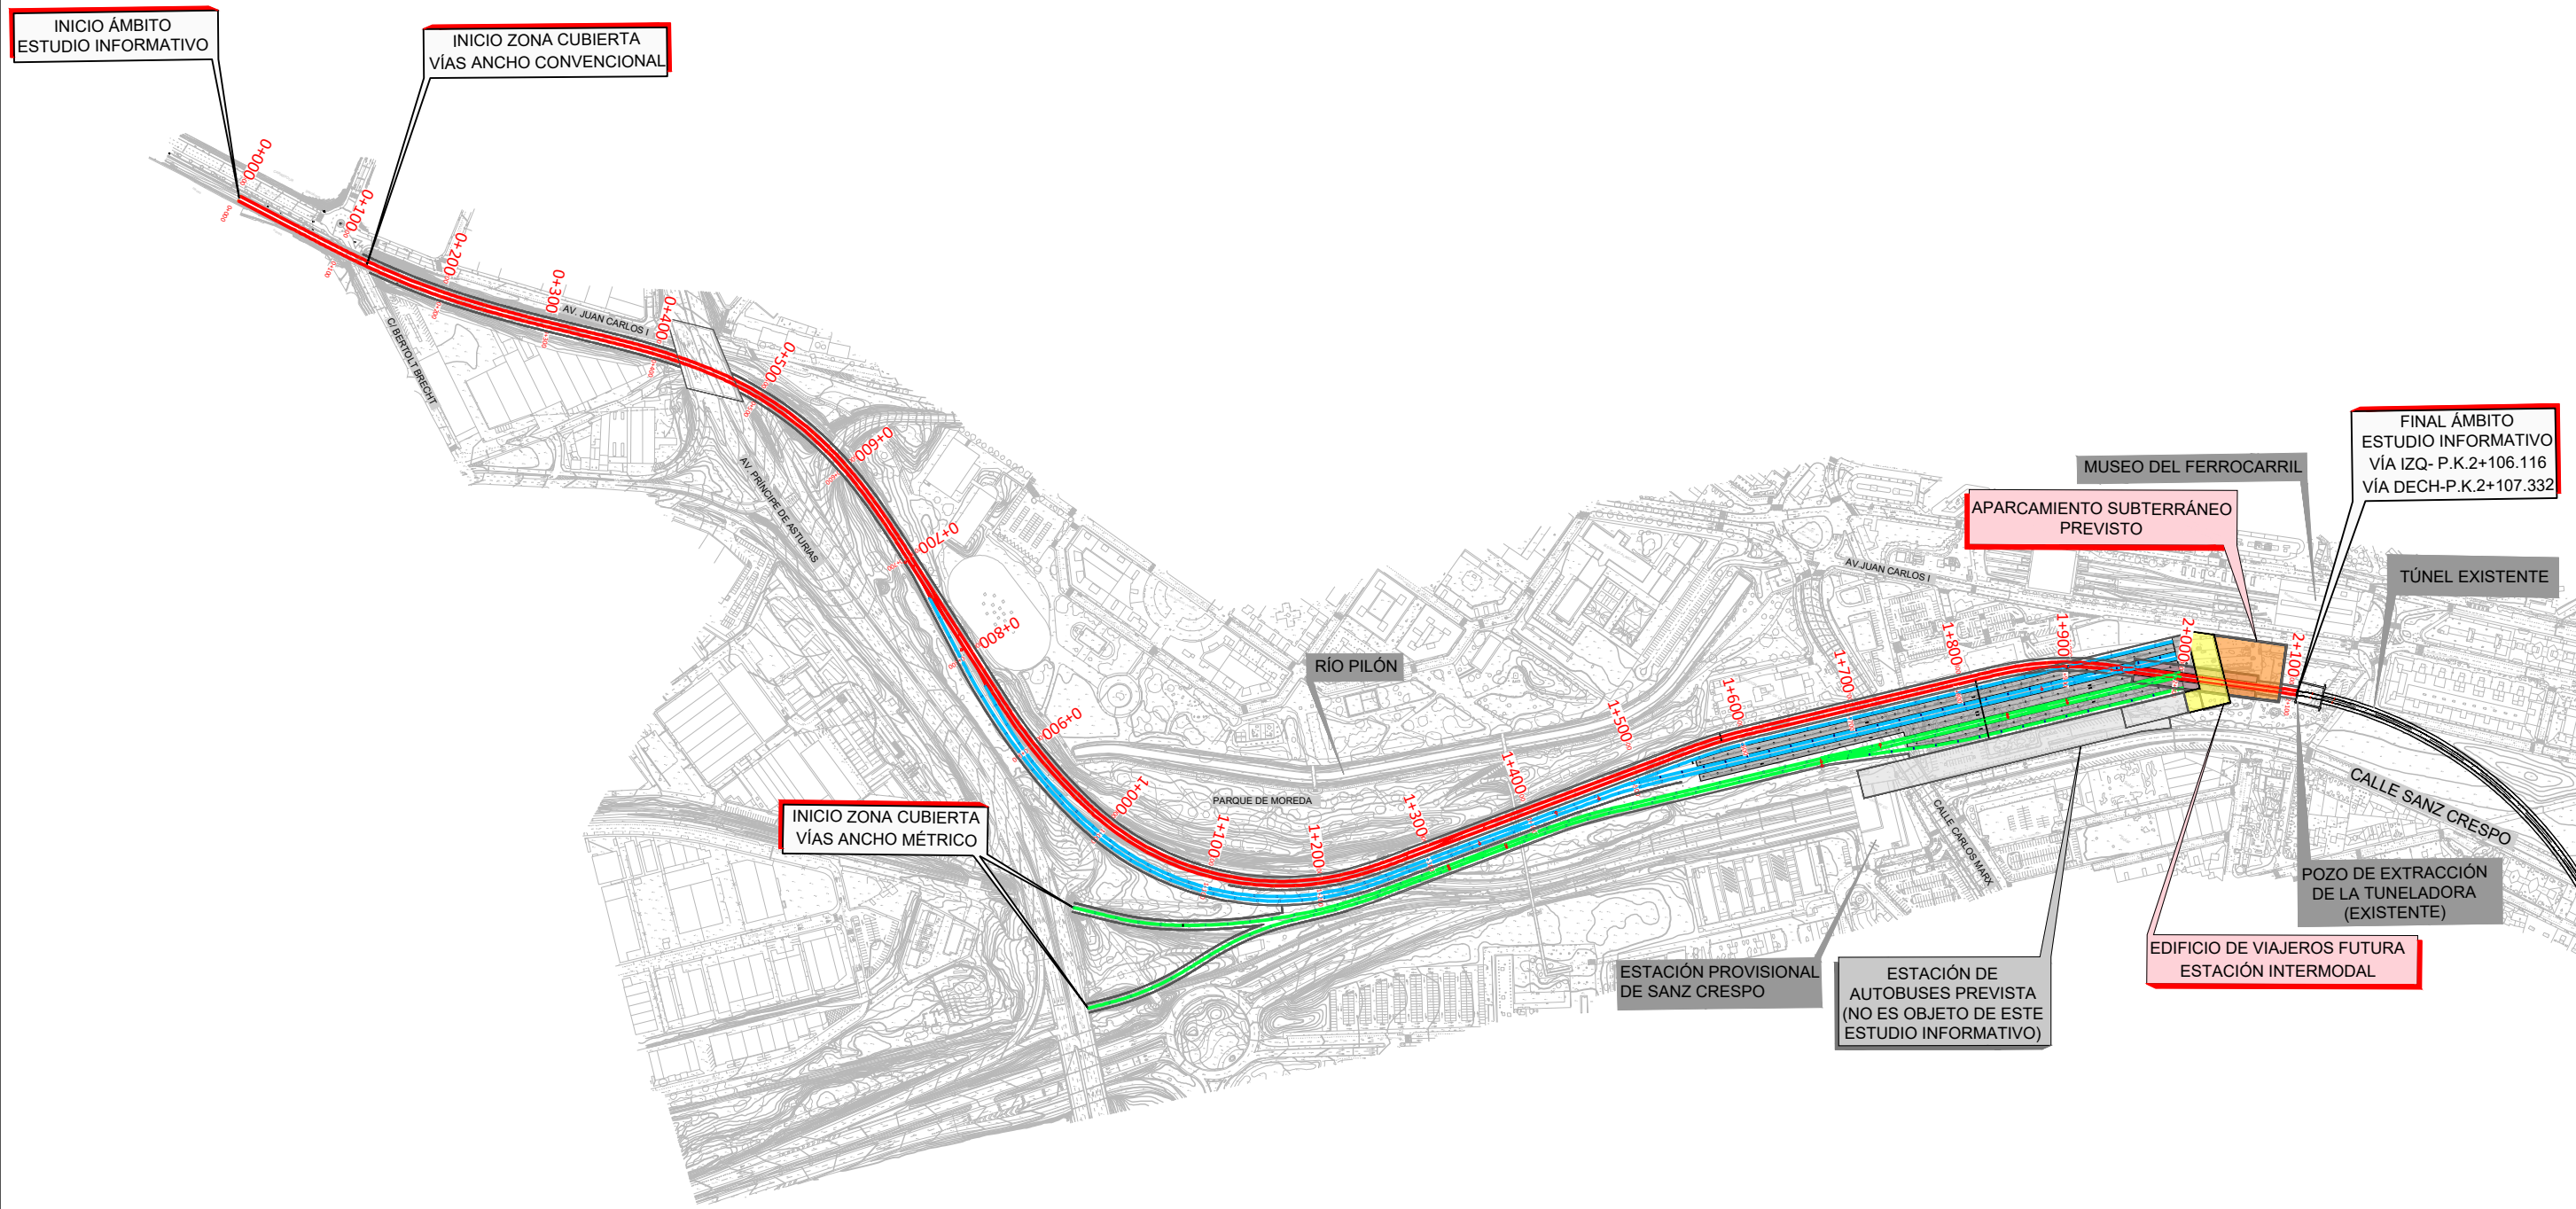 INICIO ÁMBITO
ESTUDIO INFORMATIVO
INICIO ZONA CUBIERTA
VÍAS ANCHO CONVENCIONAL
0+000
0+100
0+200
0+300
0+400
0+500
0+600
0+700
0+800
0+900
1+000
1+100
1+200
1+300
1+400
1+500
1+600
1+700
1+800
1+900
2+000
2+100
AV. JUAN CARLOS I
C/ BERTOLT BRECHT
AV. PRÍNCIPE DE ASTURIAS
FINAL ÁMBITO
ESTUDIO INFORMATIVO
VÍA IZQ- P.K.2+106.116
VÍA DECH-P.K.2+107.332
MUSEO DEL FERROCARRIL
APARCAMIENTO SUBTERRÁNEO
PREVISTO
AV.JUAN CARLOS I
TÚNEL EXISTENTE
RÍO PILÓN
PARQUE DE MOREDA
INICIO ZONA CUBIERTA
VÍAS ANCHO MÉTRICO
CALLE SANZ CRESPO
CALLE CARLOS MARX
POZO DE EXTRACCIÓN
DE LA TUNELADORA
(EXISTENTE)
EDIFICIO DE VIAJEROS FUTURA
ESTACIÓN INTERMODAL
ESTACIÓN PROVISIONAL
DE SANZ CRESPO
ESTACIÓN DE
AUTOBUSES PREVISTA
(NO ES OBJETO DE ESTE
ESTUDIO INFORMATIVO)